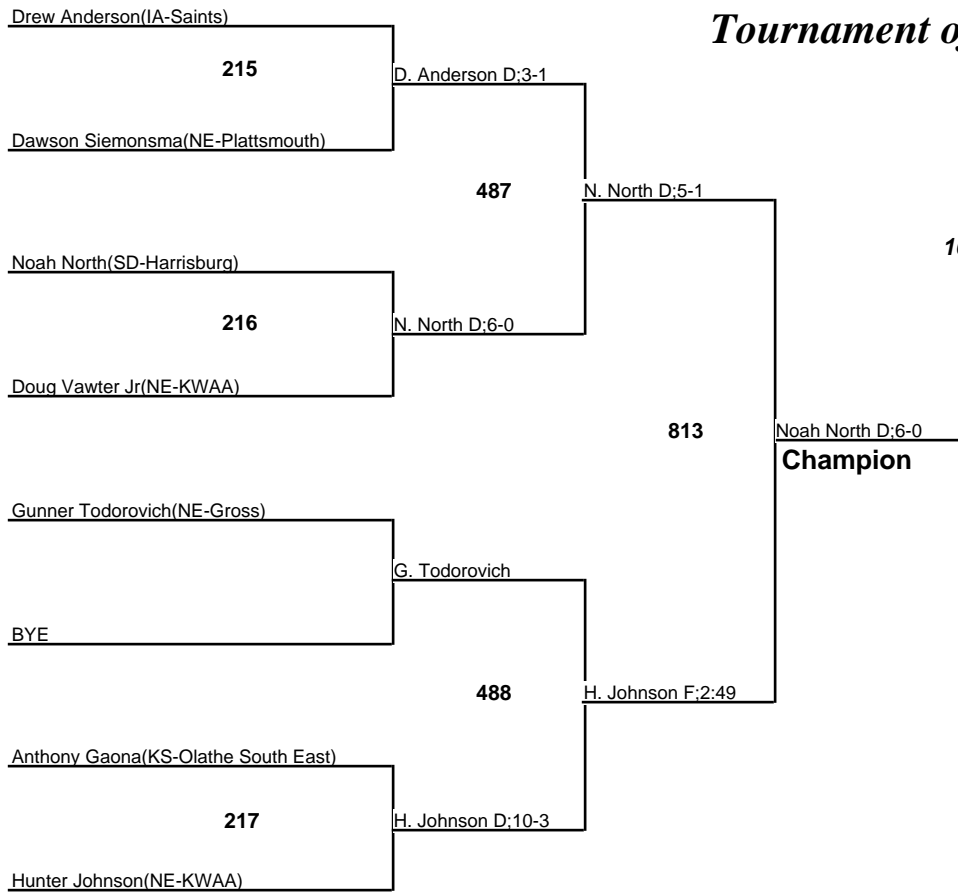 Drew Anderson(IA-Saints)
Tournament o
215
D. Anderson D;3-1
Dawson Siemonsma(NE-Plattsmouth)
487
N. North D;5-1
Noah North(SD-Harrisburg)
216
N. North D;6-0
Doug Vawter Jr(NE-KWAA)
813
Noah North D;6-0
Champion
Gunner Todorovich(NE-Gross)
G. Todorovich
BYE
488
H. Johnson F;2:49
Anthony Gaona(KS-Olathe South East)
217
H. Johnson D;10-3
Hunter Johnson(NE-KWAA)